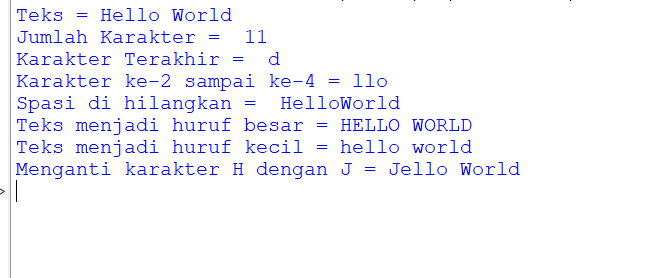 Teks = Hello World
Jumlah Karakter =  11
Karakter Terakhir =  d
Karakter ke-2 sampai ke-4 = llo
Spasi di hilangkan =  HelloWorld
Teks menjadi huruf besar = HELLO WORLD
Teks menjadi huruf kecil = hello world
Menganti karakter H dengan J = Jello World
>